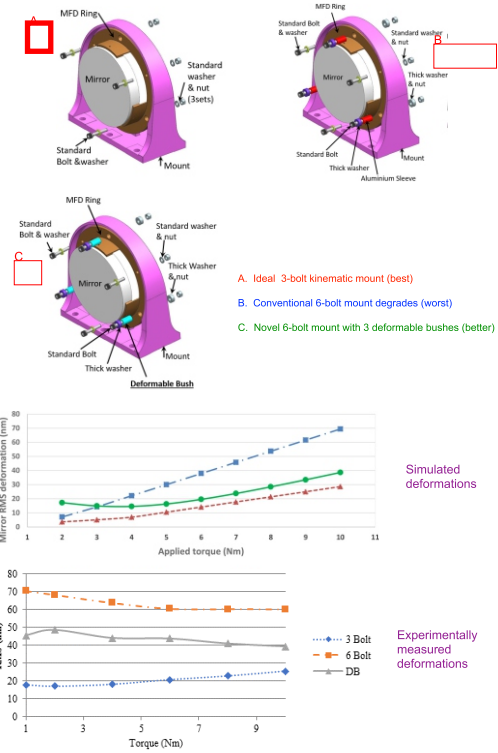 A
MFD Ring
Mirror
Standard
washer
& nut
(3sets)
Standard
Bolt &washer
Mount
MFD Ring
Standard Bolt
& washer
Standard
washer
& nut
B
Mirror
Thick washer
& nut
Standard Bolt
Thick washer
Mount
Aluminium Sleeve
MFD Ring
Standard
Bolt & washer
Standard washer
& nut
C
Thick Washer
& nut
Mirror
Standard Bolt
Thick washer
Mount
Deformable Bush
A. Ideal 3-bolt kinematic mount (best)
B. Conventional 6-bolt mount degrades (worst)
C. Novel 6-bolt mount with 3 deformable bushes (better)
Mirror RMS deformation (nm)
80
70
60
50
40
30
20
10
0
1 2 3 4 5 6 7 8 9 10 11
Applied torque (Nm)
Simulated
deformations
80
70
60
50
40
30
20
10
0
1 3 5 7 9
Torque (Nm)
3 Bolt
6 Bolt
DB
Experimentally
measured
deformations